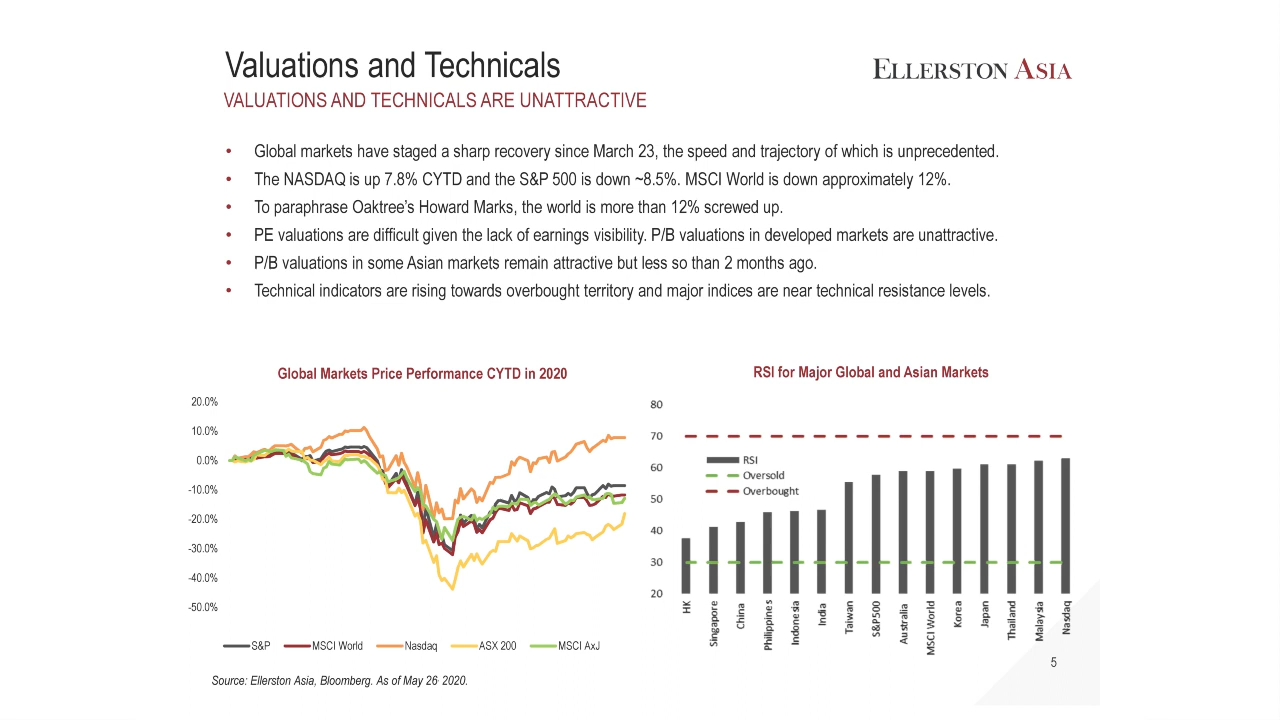 Valuations and Technicals
ELLERSTON ASIA
VALUATIONS AND TECHNICALS ARE UNATTRACTIVE
• Global markets have staged a sharp recovery since March 23, the speed and trajectory of which is unprecedented.
• The NASDAQ is up 7.8% CYTD and the S&P 500 is down ~8.5%. MSCI World is down approximately 12%.
• To paraphrase Oaktree's Howard Marks, the world is more than 12% screwed up.
• PE valuations are difficult given the lack of earnings visibility. P/B valuations in developed markets are unattractive.
• P/B valuations in some Asian markets remain attractive but less so than 2 months ago.
• Technical indicators are rising towards overbought territory and major indices are near technical resistance levels.
Global Markets Price Performance CYTD in 2020
20.0%
10.0%
0.0%
-10.0%
-20.0%
-30.0%
-40.0%
-50.0%
S&P MSCI World Nasdaq ASX 200 MSCI AxJ
RSI for Major Global and Asian Markets
80
70
60
50
40
30
20
RSI
Oversold
Overbought
HK
Singapore
China
Philippines
Indonesia
India
Taiwan
S&P500
Australia
MSCI World
Korea
Japan
Thailand
Malaysia
Nasdaq
5
Source: Ellerston Asia, Bloomberg. As of May 26 2020.